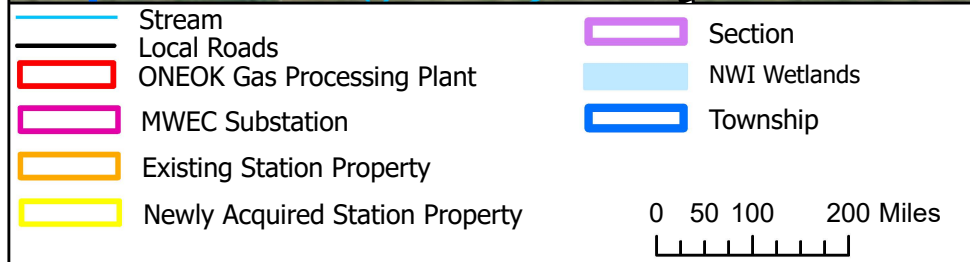 Stream
Local Roads
ONEOK Gas Processing Plant
MWEC Substation
Existing Station Property
Newly Acquired Station Property
Section
NWI Wetlands
Township
0 50 100 200 Miles